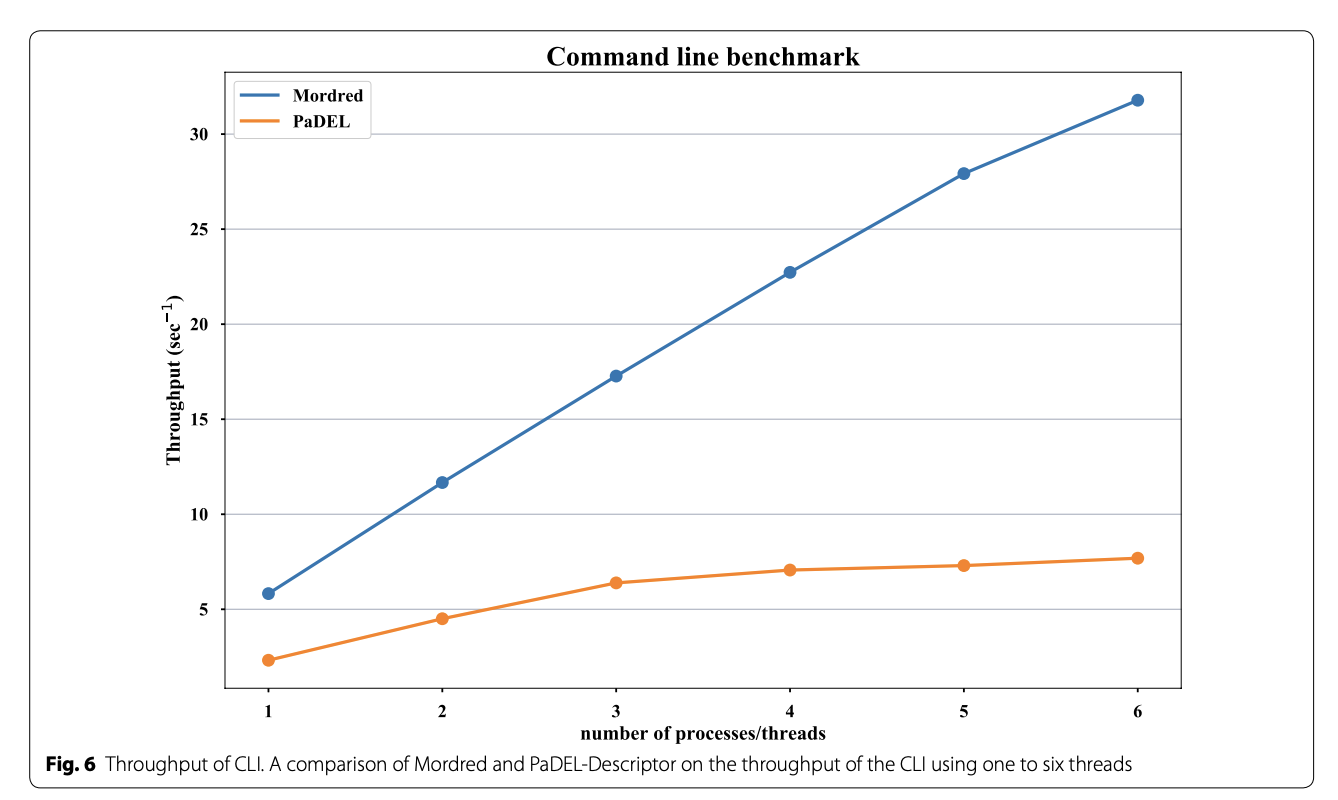 Command line benchmark
Mordred
PaDEL
30
25
20
15
10
5
Throughput (sec⁻¹)
1 2 3 4 5 6
number of processes/threads
Fig. 6 Throughput of CLI. A comparison of Mordred and PaDEL-Descriptor on the throughput of the CLI using one to six threads